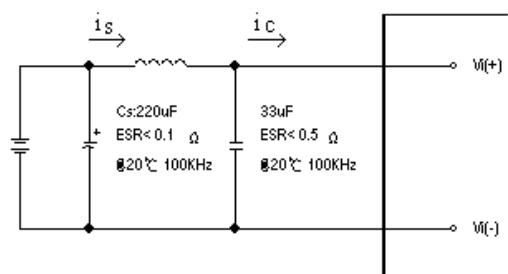 is
ic
Vi(+)
Cs:220uF
ESR< 0.1 Ω
@20℃ 100KHz
+
33uF
ESR< 0.5 Ω
@20℃ 100KHz
Vi(-)